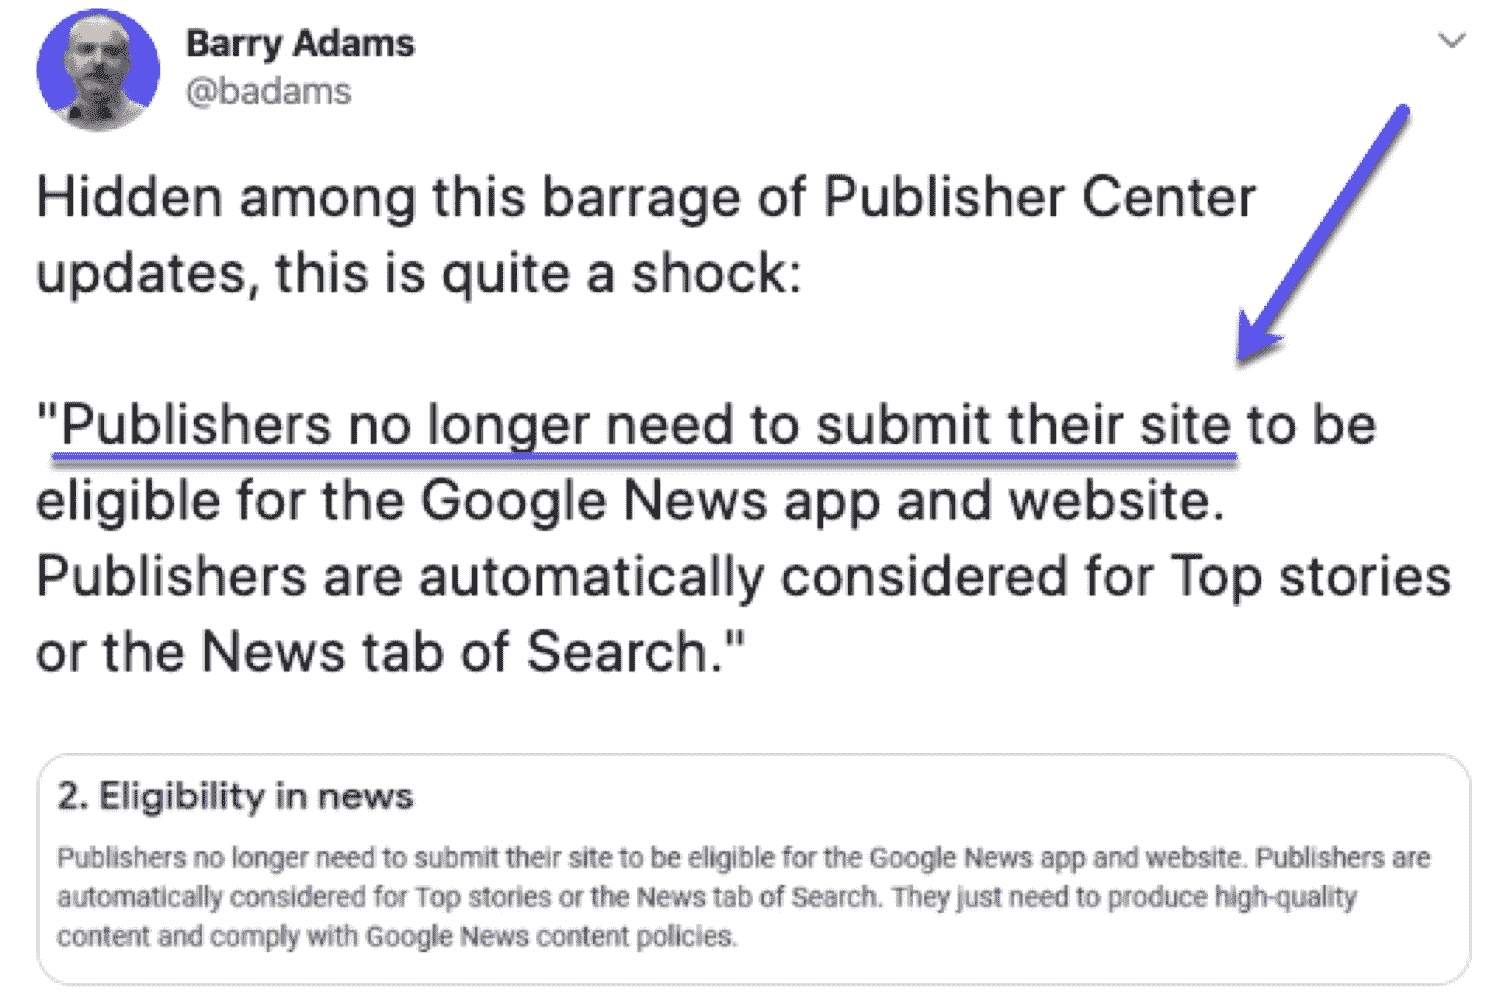 Barry Adams
@badams
Hidden among this barrage of Publisher Center
updates, this is quite a shock:
"Publishers no longer need to submit their site to be
eligible for the Google News app and website.
Publishers are automatically considered for Top stories
or the News tab of Search."
2. Eligibility in news
Publishers no longer need to submit their site to be eligible for the Google News app and website. Publishers are
automatically considered for Top stories or the News tab of Search. They just need to produce high-quality
content and comply with Google News content policies.